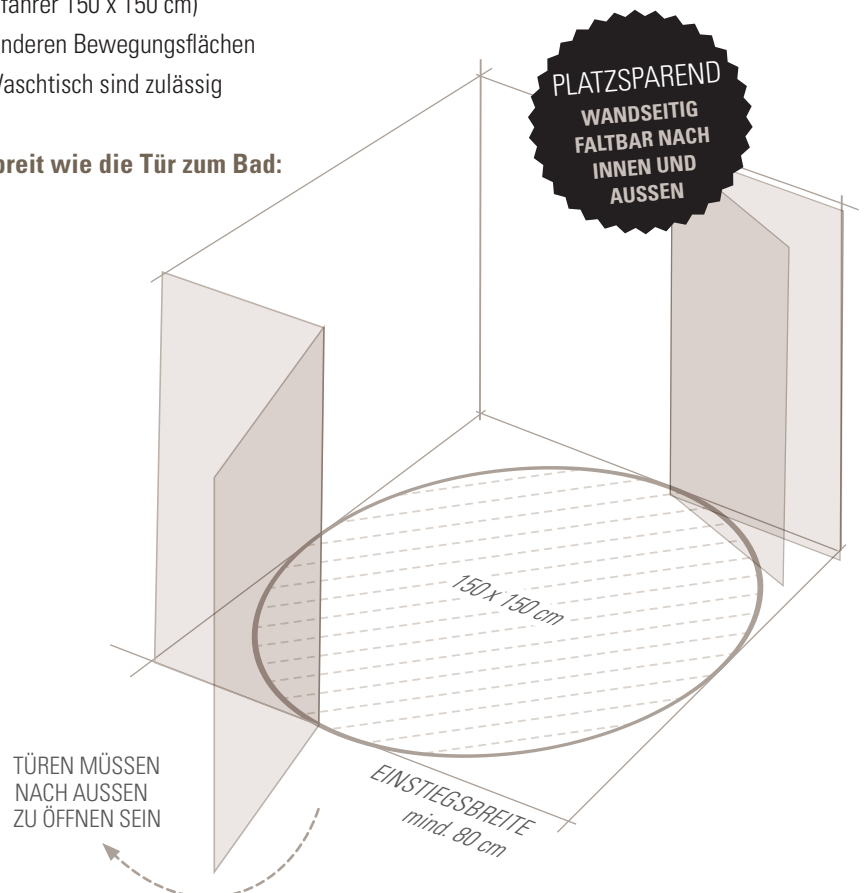 fahrer 150 x 150 cm)
nderen Bewegungsflächen
Waschtisch sind zulässig
breit wie die Tür zum Bad:
PLATZSPAREND
WANDSEITIG
FALTBAR NACH
INNEN UND
AUSSEN
150 x 150 cm
TÜREN MÜSSEN
NACH AUSSEN
ZU ÖFFNEN SEIN
EINSTIEGSBREITE
mind. 80 cm